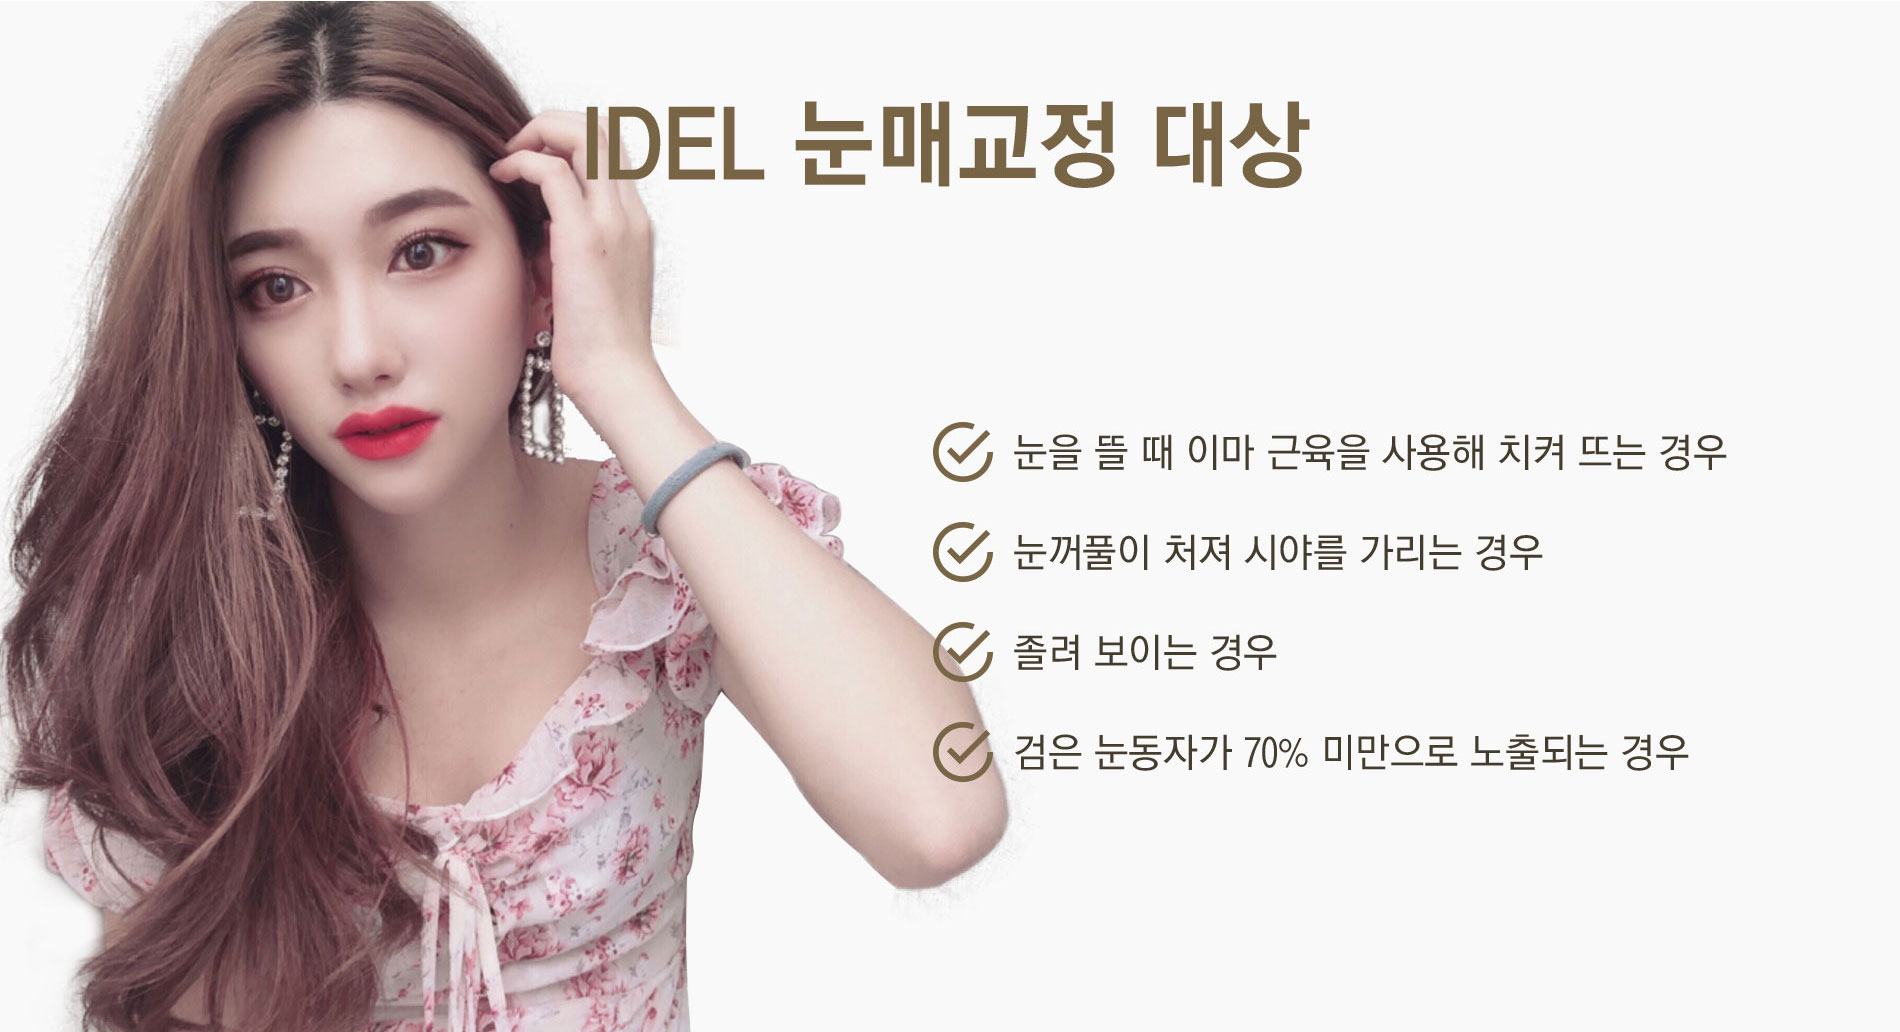 IDEL 눈매교정 대상
눈을 뜰 때 이마 근육을 사용해 치켜 뜨는 경우
눈꺼풀이 처져 시야를 가리는 경우
졸려 보이는 경우
검은 눈동자가 70% 미만으로 노출되는 경우